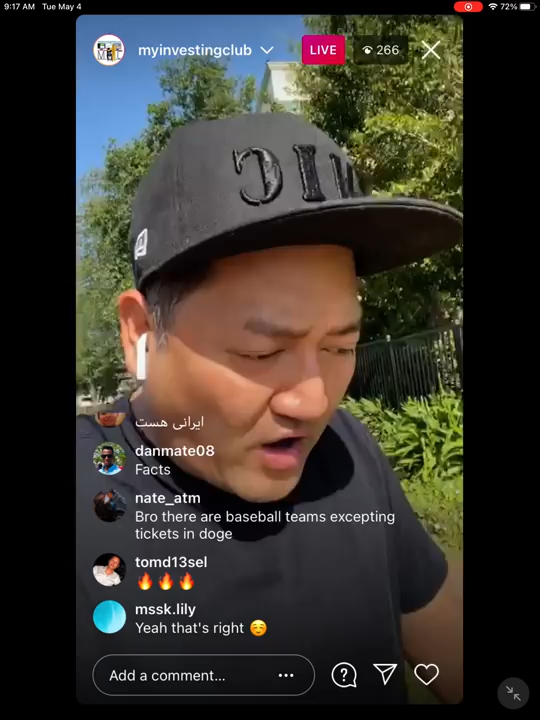 9:17 AM Tue May 4
72%
myinvestingclub
LIVE
266
MIC
ایرانی هست
danmate08
Facts
nate_atm
Bro there are baseball teams excepting
tickets in doge
tomd13sel
🔥🔥🔥
mssk.lily
Yeah that's right ☺️
Add a comment...